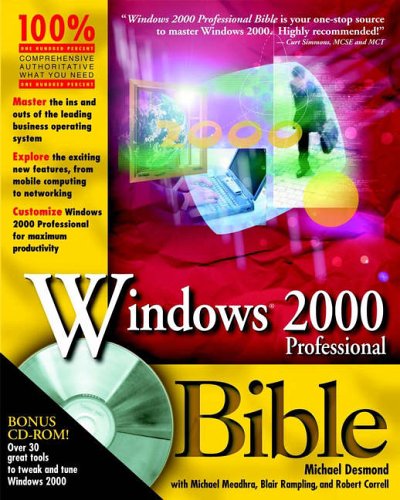 100%
ONE HUNDRED PERCENT
COMPREHENSIVE
AUTHORITATIVE
WHAT YOU NEED
ONE HUNDRED PERCENT
Master the ins and
outs of the leading
business operating
system
Explore the exciting
new features, from
mobile computing
to networking
Customize Windows
2000 Professional
for maximum
productivity
"Windows 2000 Professional Bible is your one-stop source
to master Windows 2000. Highly recommended!"
— Curt Simmons, MCSE and MCT
2000
Windows® 2000
Professional
Bible
BONUS
CD-ROM!
Over 30
great tools
to tweak and tune
Windows 2000
Michael Desmond
with Michael Meadhra, Blair Rampling, and Robert Correll